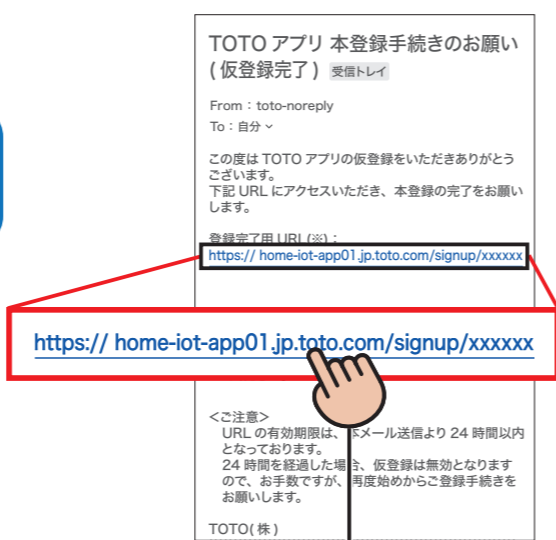 TOTO アプリ 本登録手続きのお願い
(仮登録完了) 受信トレイ
From:toto-noreply
To:自分
この度は TOTO アプリの仮登録をいただきありがとう
ございます。
下記 URL にアクセスいただき、本登録の完了をお願い
します。
登録完了用 URL(※):
https:// home-iot-app01.jp.toto.com/signup/xxxxxx
https:// home-iot-app01.jp.toto.com/signup/xxxxxx
<ご注意>
URL の有効期限は、本メール送信より 24 時間以内
となっております。
24 時間を経過した場合、仮登録は無効となります
ので、お手数ですが、再度始めからご登録手続きを
お願いします。
TOTO(株)